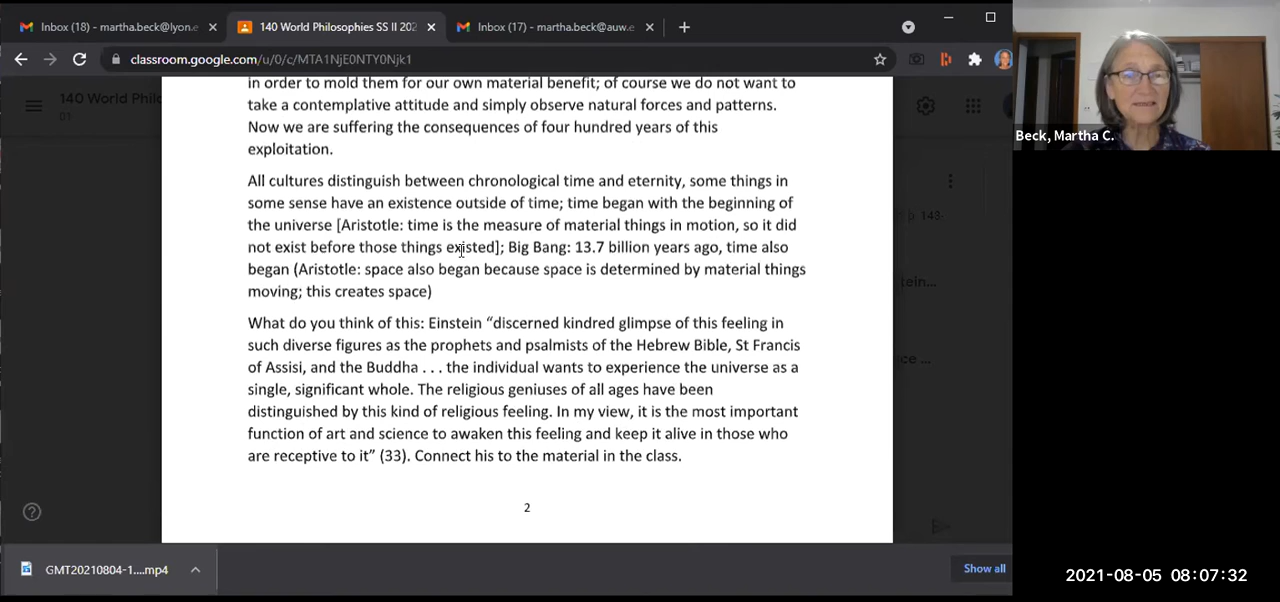 Inbox (18) - martha.beck@lyon.e
140 World Philosophies SS II 202
Inbox (17) - martha.beck@auw.e
classroom.google.com/u/0/c/MTA1NjE0NTY0Njk1
140 World Philo
01
in order to mold them for our own material benefit; of course we do not want to
take a contemplative attitude and simply observe natural forces and patterns.
Now we are suffering the consequences of four hundred years of this
exploitation.
All cultures distinguish between chronological time and eternity, some things in
some sense have an existence outside of time; time began with the beginning of
the universe [Aristotle: time is the measure of material things in motion, so it did
not exist before those things existed]; Big Bang: 13.7 billion years ago, time also
began (Aristotle: space also began because space is determined by material things
moving; this creates space)
What do you think of this: Einstein “discerned kindred glimpse of this feeling in
such diverse figures as the prophets and psalmists of the Hebrew Bible, St Francis
of Assisi, and the Buddha . . . the individual wants to experience the universe as a
single, significant whole. The religious geniuses of all ages have been
distinguished by this kind of religious feeling. In my view, it is the most important
function of art and science to awaken this feeling and keep it alive in those who
are receptive to it” (33). Connect his to the material in the class.
2
GMT20210804-1....mp4
Show all
Beck, Martha C.
2021-08-05 08:07:32